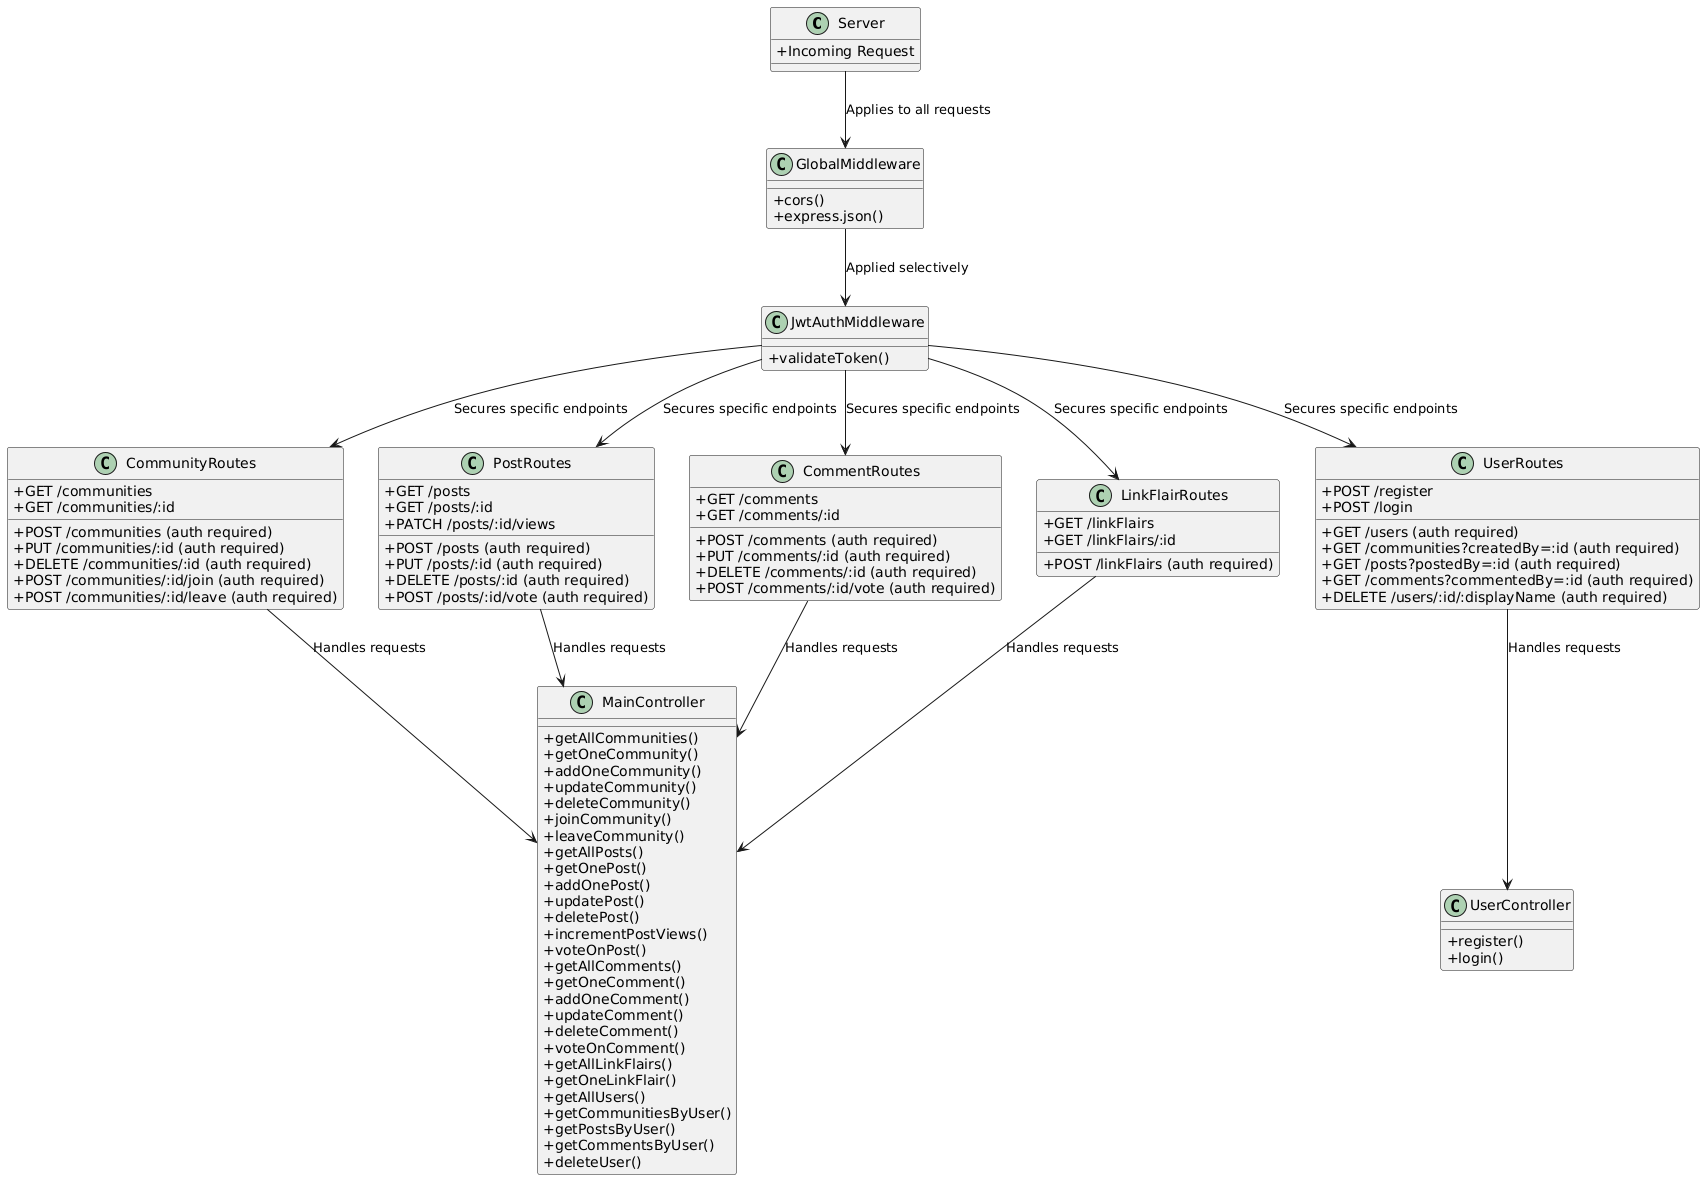 C Server
+Incoming Request
Applies to all requests
C GlobalMiddleware
+cors()
+express.json()
Applied selectively
C JwtAuthMiddleware
+validateToken()
Secures specific endpoints
Secures specific endpoints
Secures specific endpoints
Secures specific endpoints
Secures specific endpoints
C CommunityRoutes
+GET /communities
+GET /communities/:id
+POST /communities (auth required)
+PUT /communities/:id (auth required)
+DELETE /communities/:id (auth required)
+POST /communities/:id/join (auth required)
+POST /communities/:id/leave (auth required)
C PostRoutes
+GET /posts
+GET /posts/:id
+PATCH /posts/:id/views
+POST /posts (auth required)
+PUT /posts/:id (auth required)
+DELETE /posts/:id (auth required)
+POST /posts/:id/vote (auth required)
C CommentRoutes
+GET /comments
+GET /comments/:id
+POST /comments (auth required)
+PUT /comments/:id (auth required)
+DELETE /comments/:id (auth required)
+POST /comments/:id/vote (auth required)
C LinkFlairRoutes
+GET /linkFlairs
+GET /linkFlairs/:id
+POST /linkFlairs (auth required)
C UserRoutes
+POST /register
+POST /login
+GET /users (auth required)
+GET /communities?createdBy=:id (auth required)
+GET /posts?postedBy=:id (auth required)
+GET /comments?commentedBy=:id (auth required)
+DELETE /users/:id/:displayName (auth required)
Handles requests
Handles requests
Handles requests
Handles requests
Handles requests
C MainController
+getAllCommunities()
+getOneCommunity()
+addOneCommunity()
+updateCommunity()
+deleteCommunity()
+joinCommunity()
+leaveCommunity()
+getAllPosts()
+getOnePost()
+addOnePost()
+updatePost()
+deletePost()
+incrementPostViews()
+voteOnPost()
+getAllComments()
+getOneComment()
+addOneComment()
+updateComment()
+deleteComment()
+voteOnComment()
+getAllLinkFlairs()
+getOneLinkFlair()
+getAllUsers()
+getCommunitiesByUser()
+getPostsByUser()
+getCommentsByUser()
+deleteUser()
C UserController
+register()
+login()